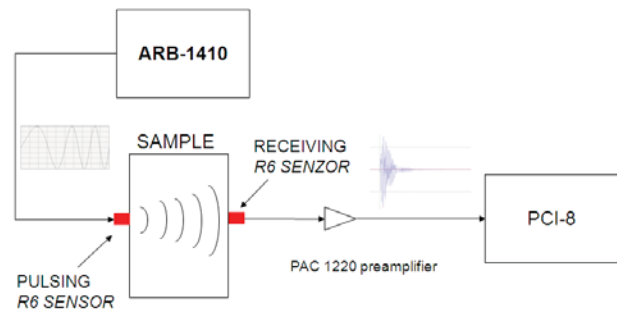 ARB-1410
SAMPLE
RECEIVING
R6 SENZOR
PCI-8
PAC 1220 preamplifier
PULSING
R6 SENSOR